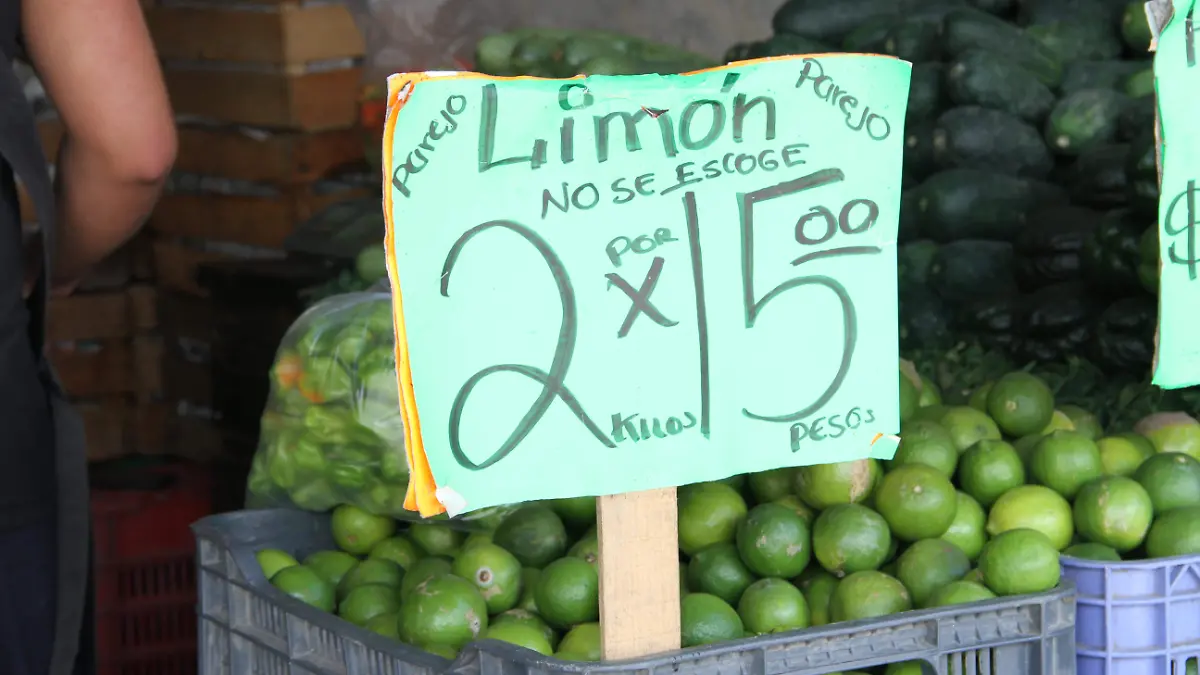 Parejo Limón Parejo
NO SE ESCOGE
2 POR X 15.00
KILOS PESOS
$